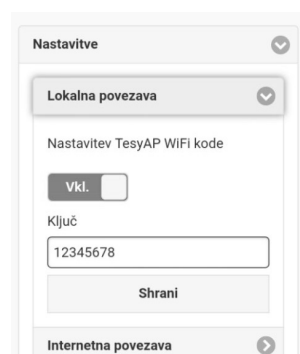 Nastavitve
Lokalna povezava
Nastavitev TesyAP WiFi kode
Vkl.
Ključ
12345678
Shrani
Internetna povezava